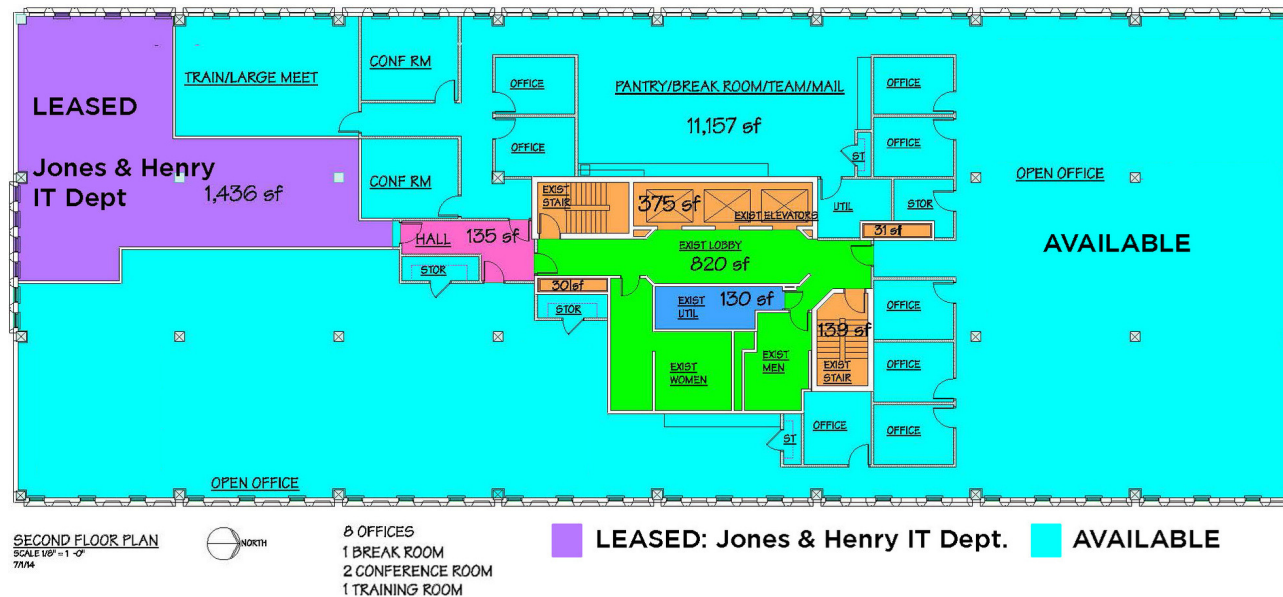 LEASED
Jones & Henry
IT Dept
1,436 sf
TRAIN/LARGE MEET
CONF RM
CONF RM
OFFICE
OFFICE
PANTRY/BREAK ROOM/TEAM/MAIL
11,157 sf
OFFICE
OFFICE
ST
OPEN OFFICE
AVAILABLE
EXIST
STAIR
375 sf
EXIST ELEVATORS
UTIL
STOR
31 sf
HALL
135 sf
STOR
EXIST LOBBY
820 sf
301sf
STOR
EXIST
UTIL
130 sf
139 sf
EXIST
STAIR
EXIST
WOMEN
EXIST
MEN
OFFICE
OFFICE
OFFICE
OFFICE
ST
OPEN OFFICE
SECOND FLOOR PLAN
SCALE 1/8" = 1 -0"
7/1/14
NORTH
8 OFFICES
1 BREAK ROOM
2 CONFERENCE ROOM
1 TRAINING ROOM
LEASED: Jones & Henry IT Dept.
AVAILABLE